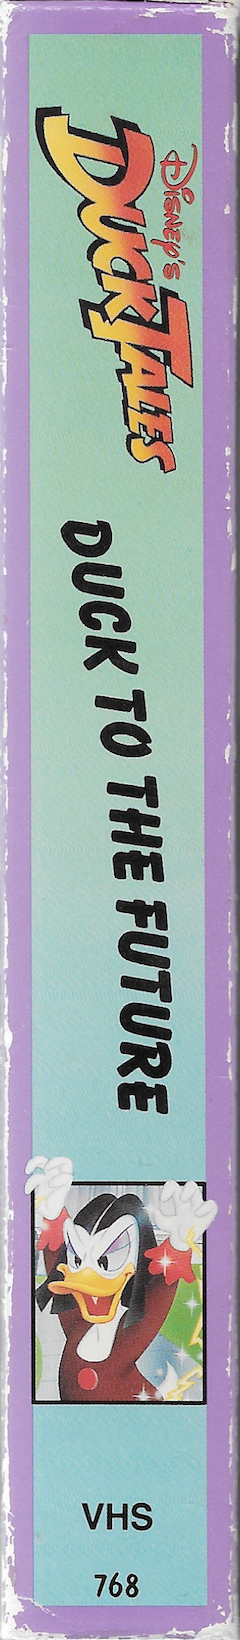 Disney's
DUCKTALES
DUCK TO THE FUTURE
VHS
768